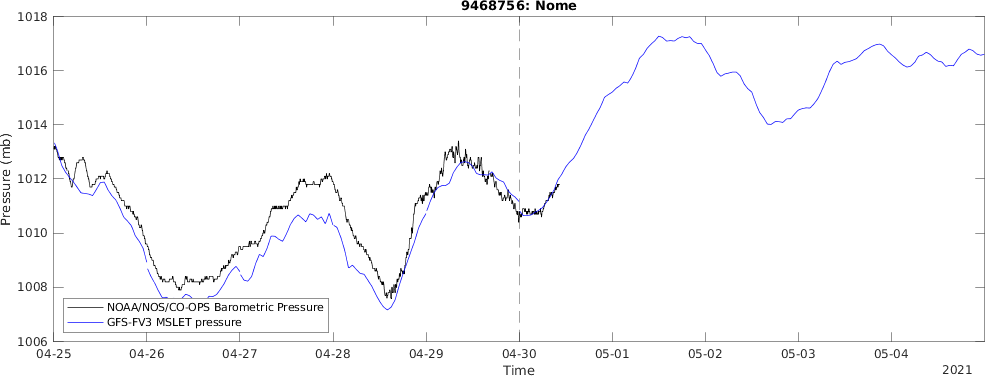 9468756: Nome
1018
1016
1014
1012
1010
1008
1006
Pressure (mb)
NOAA/NOS/CO-OPS Barometric Pressure
GFS-FV3 MSLET pressure
04-25 04-26 04-27 04-28 04-29 04-30 05-01 05-02 05-03 05-04
Time
2021